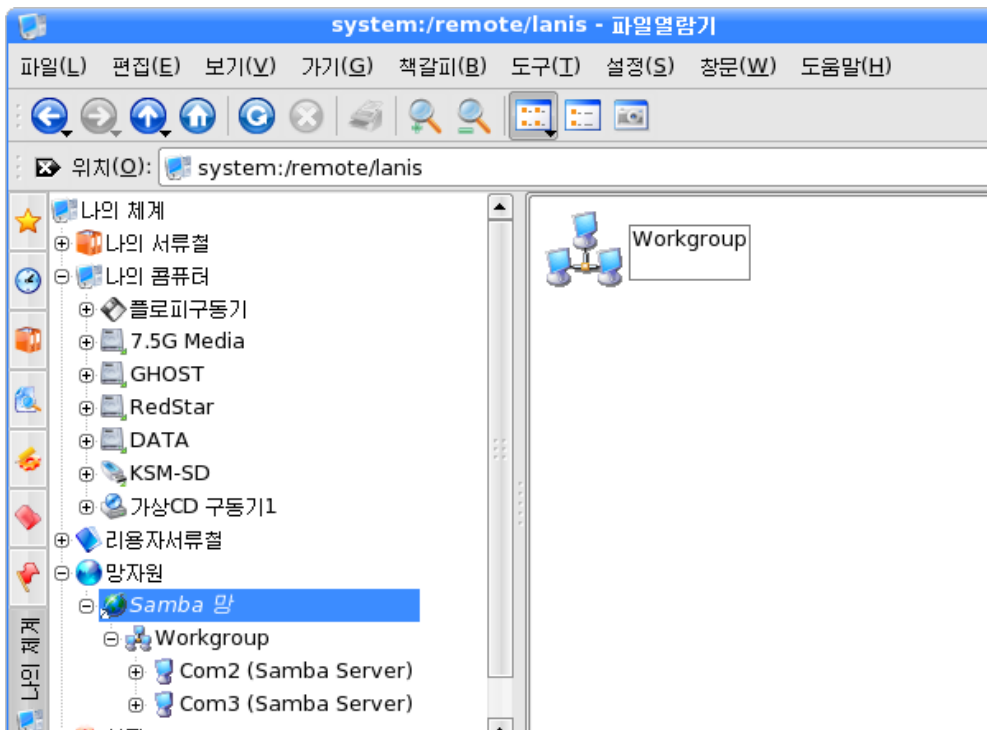 system:/remote/lanis - 파일열람기
파일(L) 편집(E) 보기(V) 가기(G) 책갈피(B) 도구(T) 설정(S) 창문(W) 도움말(H)
위치(O): system:/remote/lanis
나의 체계
나의 서류철
나의 콤퓨터
플로피구동기
7.5G Media
GHOST
RedStar
DATA
KSM-SD
가상CD 구동기1
리용자서류철
망자원
Samba 망
Workgroup
Com2 (Samba Server)
Com3 (Samba Server)
나의 체계
Workgroup